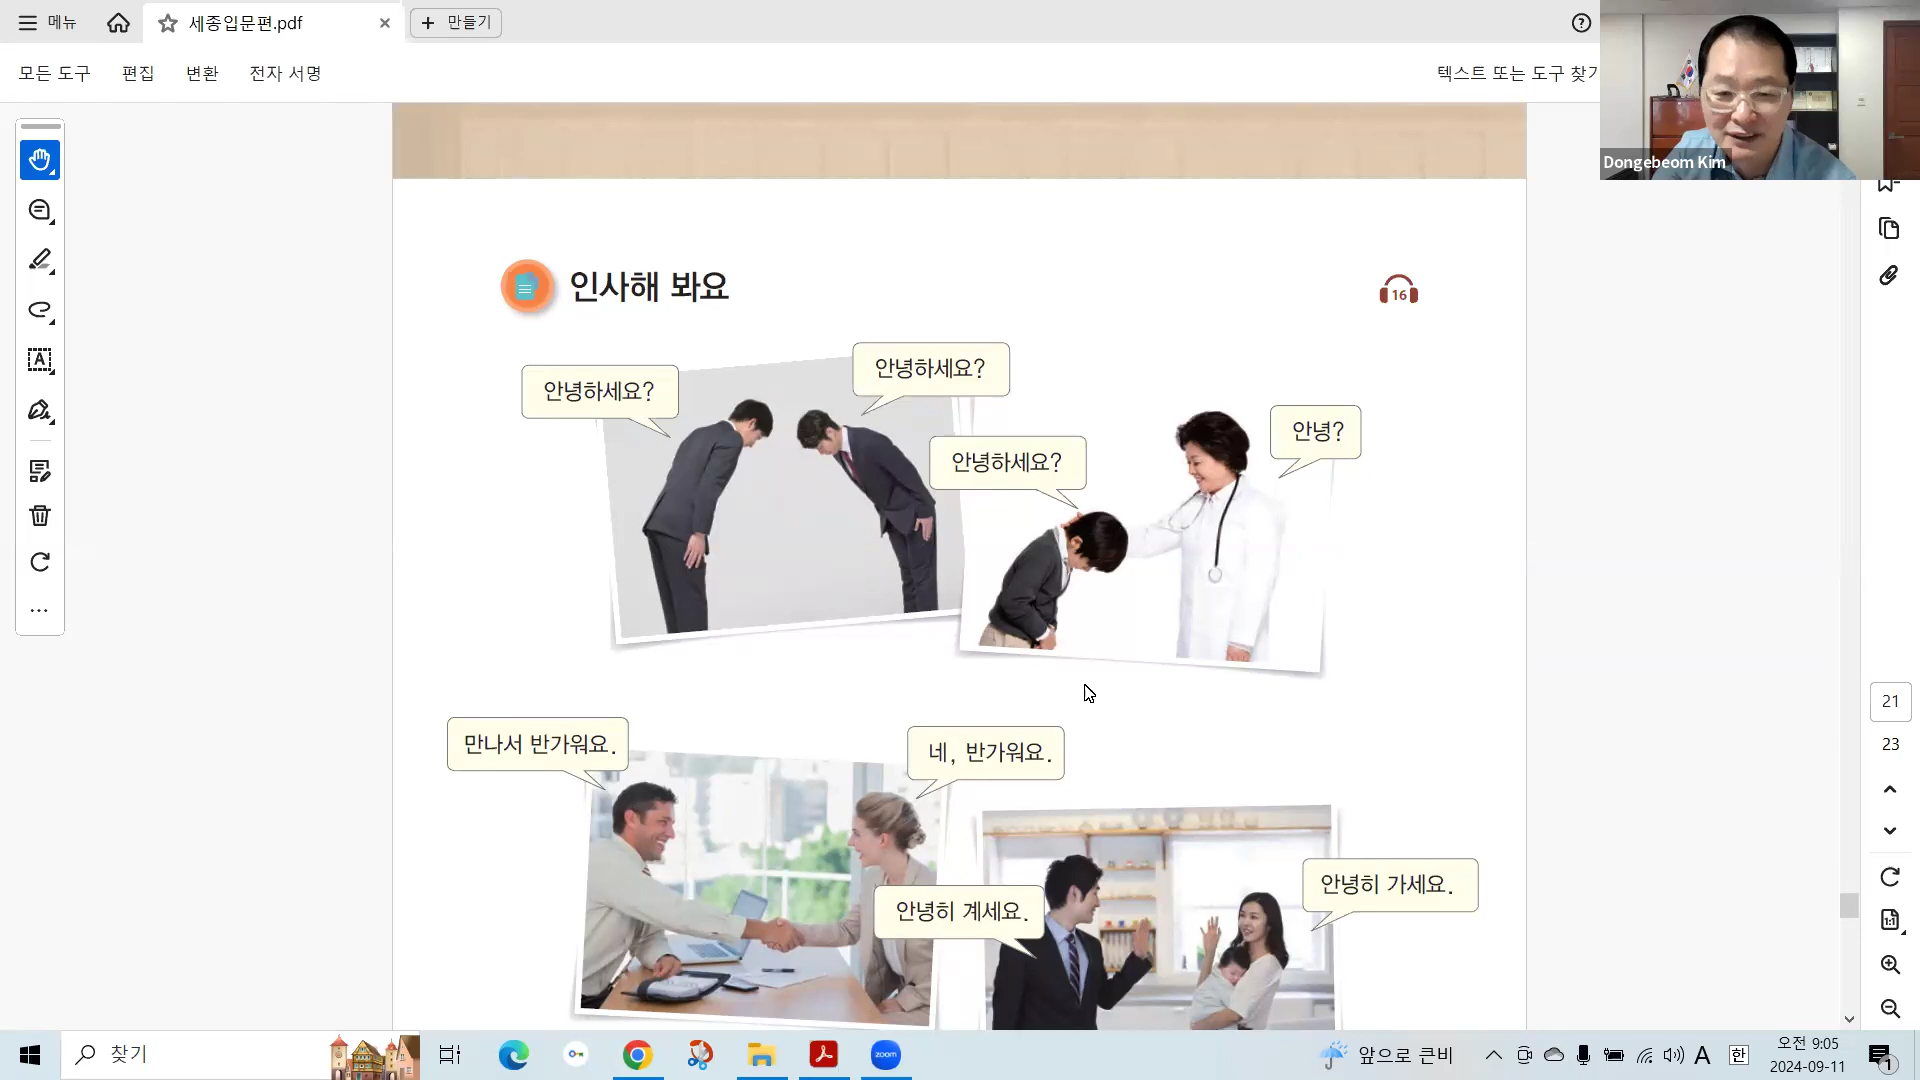 메뉴
세종입문편.pdf
만들기
모든 도구
편집
변환
전자 서명
텍스트 또는 도구 찾기
Dongebeom Kim
인사해 봐요
16
안녕하세요?
안녕하세요?
안녕하세요?
안녕?
만나서 반가워요.
네, 반가워요.
안녕히 계세요.
안녕히 가세요.
21
23
찾기
zoom
앞으로 큰비
A
한
오전 9:05
2024-09-11
1